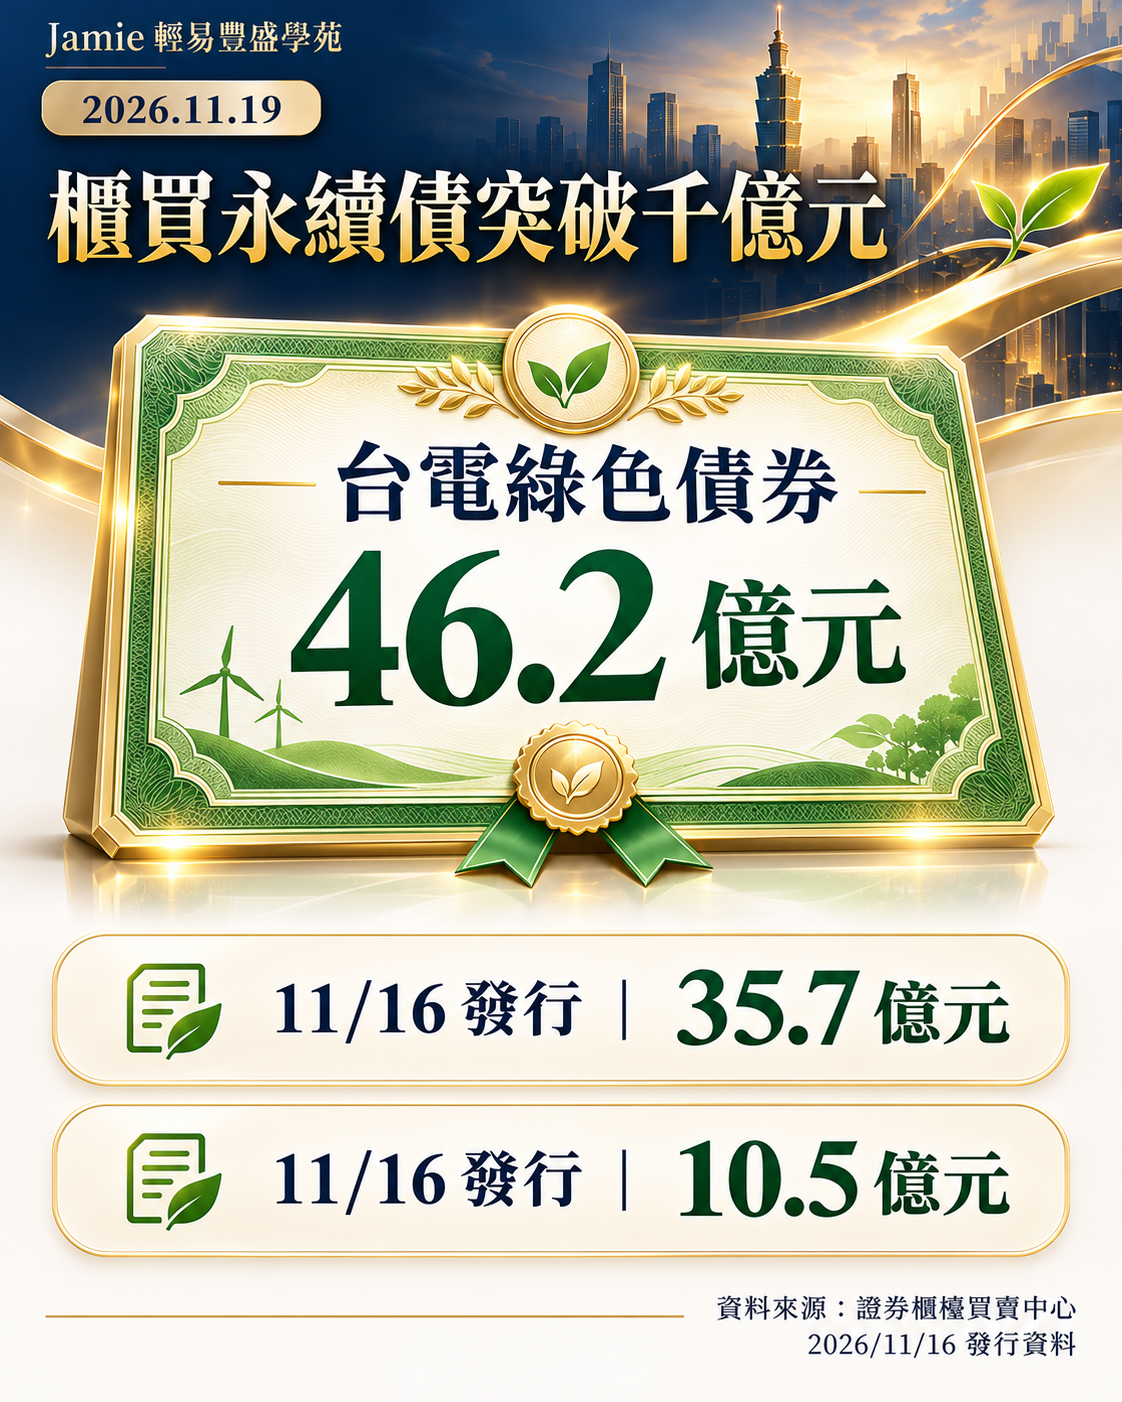 Jamie 輕易豐盛學苑
2026.11.19
櫃買永續債突破千億元
台電綠色債券
46.2 億元
11/16 發行 | 35.7 億元
11/16 發行 | 10.5 億元
資料來源：證券櫃檯買賣中心
2026/11/16 發行資料